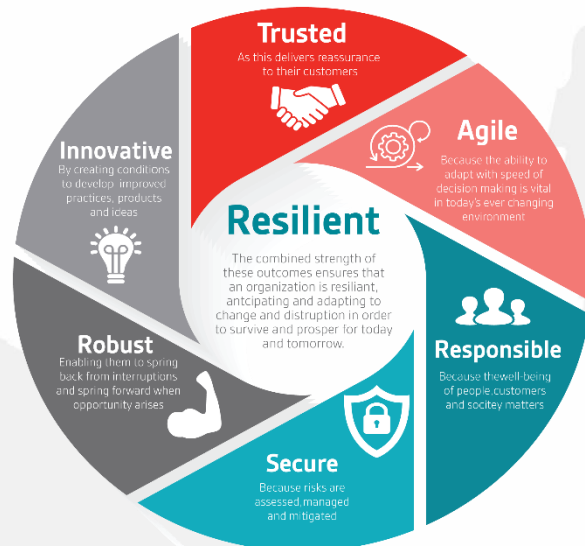 Trusted
As this delivers reassurance
to their customers
Agile
Because the ability to
adapt with speed of
decision making is vital
in today's ever changing
environment
Responsible
Because thewell-being
of people,customers
and socitey matters
Secure
Because risks are
assessed, managed
and mitigated
Robust
Enabling them to spring
back from interruptions
and spring forward when
opportunity arises
Innovative
By creating conditions
to develop improved
practices, products
and ideas
Resilient
The combined strength of
these outcomes ensures that
an organization is resiliant,
antcipating and adapting to
change and distruption in order
to survive and prosper for today
and tomorrow.